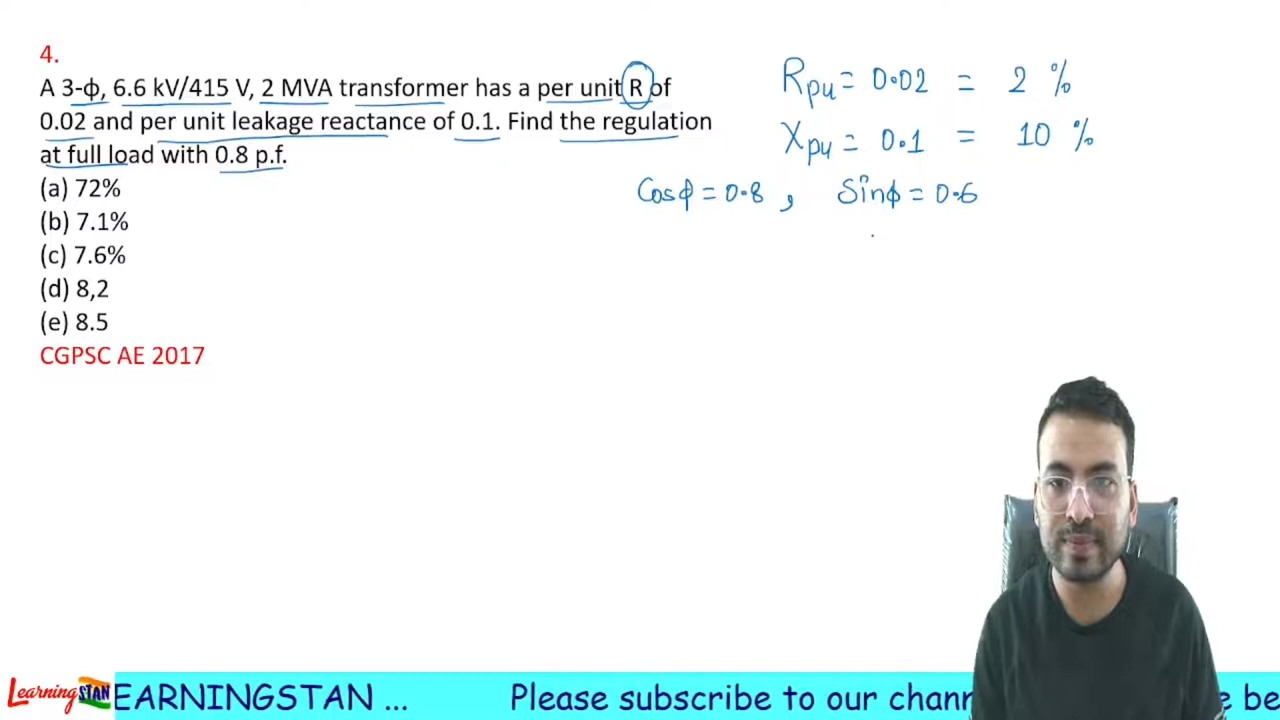 4.
A 3-ϕ, 6.6 kV/415 V, 2 MVA transformer has a per unit R of
0.02 and per unit leakage reactance of 0.1. Find the regulation
at full load with 0.8 p.f.
(a) 72%
(b) 7.1%
(c) 7.6%
(d) 8,2
(e) 8.5
CGPSC AE 2017
Rpu = 0.02 = 2 %
Xpu = 0.1 = 10 %
Cosϕ = 0.8 , Sinϕ = 0.6
LearningSTAN
EARNINGSTAN ... Please subscribe to our chann e be